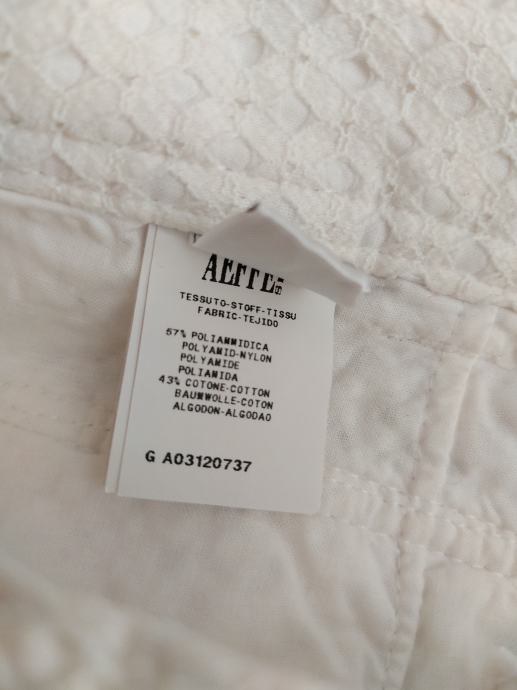 AEFFE
TESSUTO-STOFF-TISSU
FABRIC-TEJIDO
57% POLIAMMIDICA
POLYAMID-NYLON
POLYAMIDE
POLIAMIDA
43% COTONE-COTTON
BAUMWOLLE-COTON
ALGODON-ALGODAO
G A03120737